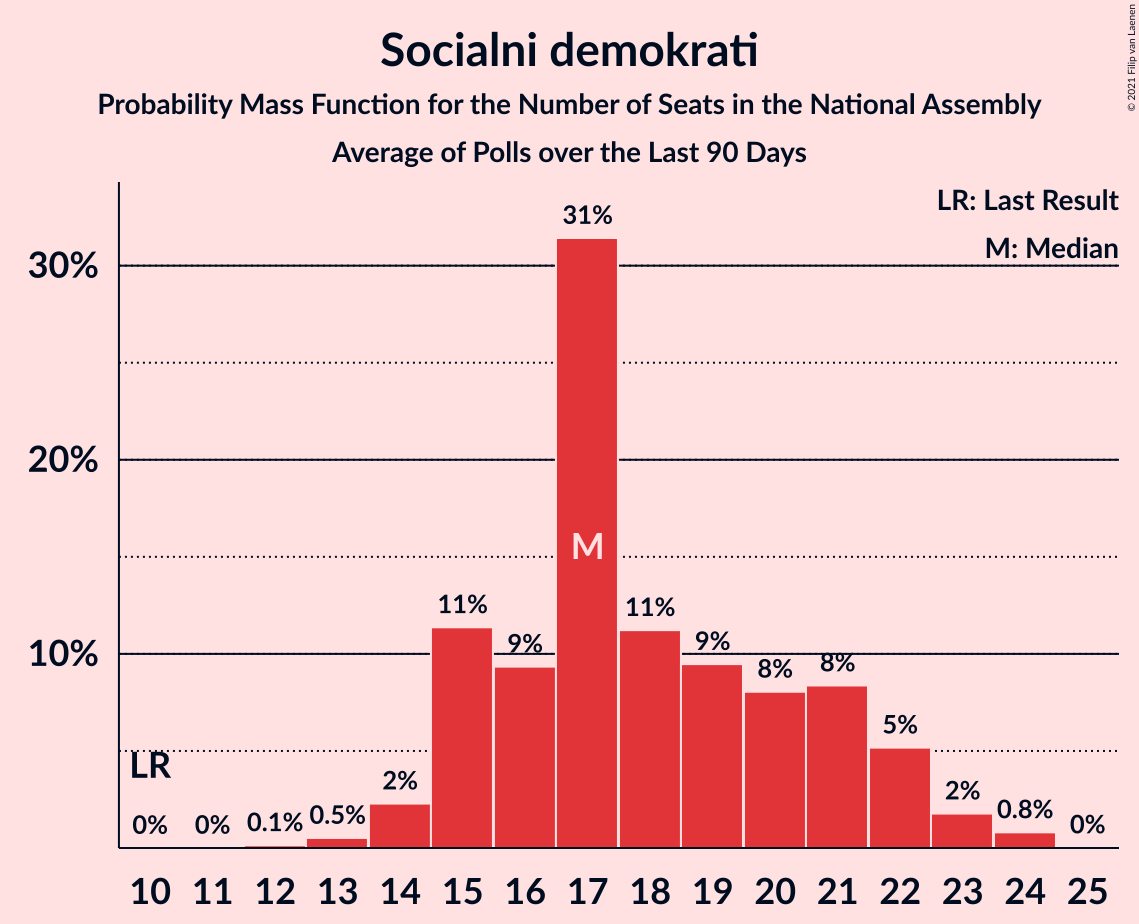 Socialni demokrati
Probability Mass Function for the Number of Seats in the National Assembly
Average of Polls over the Last 90 Days
© 2021 Filip van Laenen
LR: Last Result
M: Median
30%
20%
10%
31%
M
11%
9%
11%
9%
8%
8%
5%
2%
0.8%
0%
LR
0%
0%
0.1%
0.5%
2%
10 11 12 13 14 15 16 17 18 19 20 21 22 23 24 25